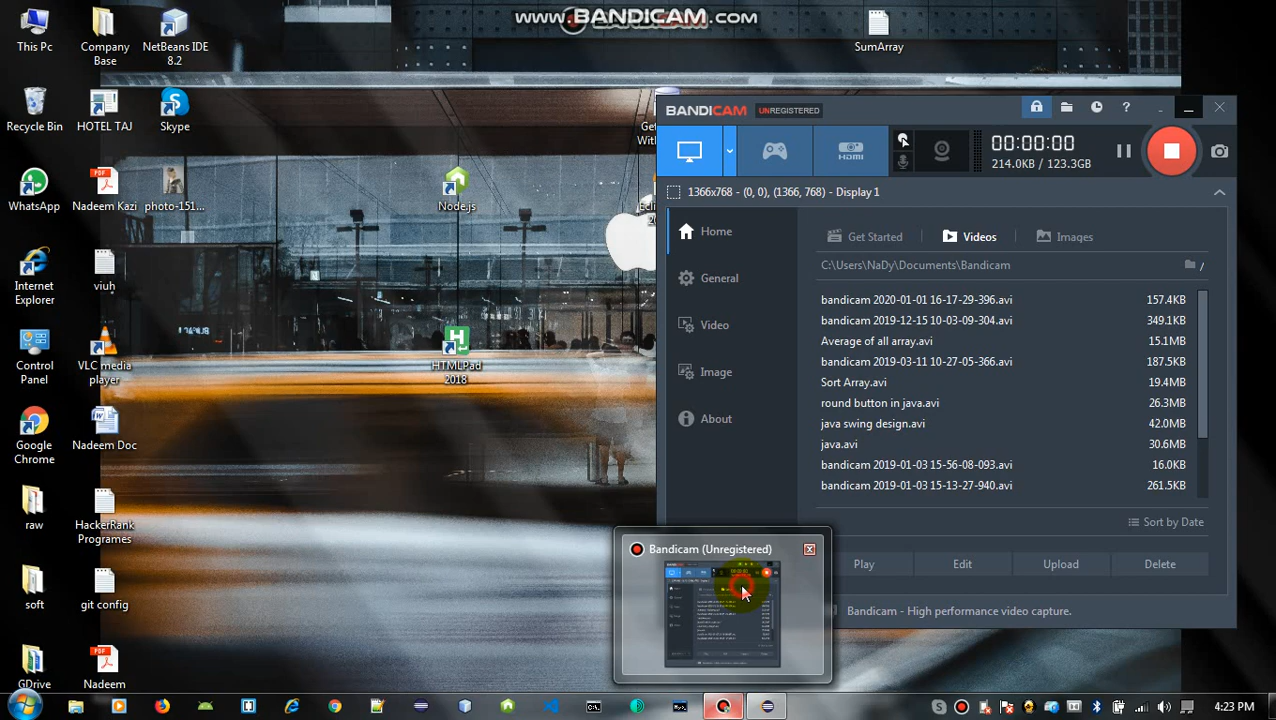 www.BANDICAM.com
This Pc
Company Base
NetBeans IDE 8.2
SumArray
Recycle Bin
HOTEL TAJ
Skype
WhatsApp
Nadeem Kazi
photo-151...
Node.js
Internet Explorer
viuh
Control Panel
VLC media player
HTMLPad 2018
Google Chrome
Nadeem Doc
raw
HackerRank Programes
craft
git config
GDrive
Nadeem
BANDICAM UNREGISTERED
HDMI
00:00:00
214.0KB / 123.3GB
1366x768 - (0, 0), (1366, 768) - Display 1
Home
General
Video
Image
About
Get Started
Videos
Images
C:\Users\NaDy\Documents\Bandicam
bandicam 2020-01-01 16-17-29-396.avi 157.4KB
bandicam 2019-12-15 10-03-09-304.avi 349.1KB
Average of all array.avi 15.1MB
bandicam 2019-03-11 10-27-05-366.avi
Sort Array.avi 19.4MB
round button in java.avi 26.3MB
java swing design.avi 42.0MB
java.avi 30.6MB
bandicam 2019-01-03 15-56-08-093.avi 16.0KB
bandicam 2019-01-03 15-13-27-940.avi 261.5KB
Sort by Date
Play
Edit
Upload
Bandicam - High performance video capture.
Bandicam (Unregistered)
4:23 PM